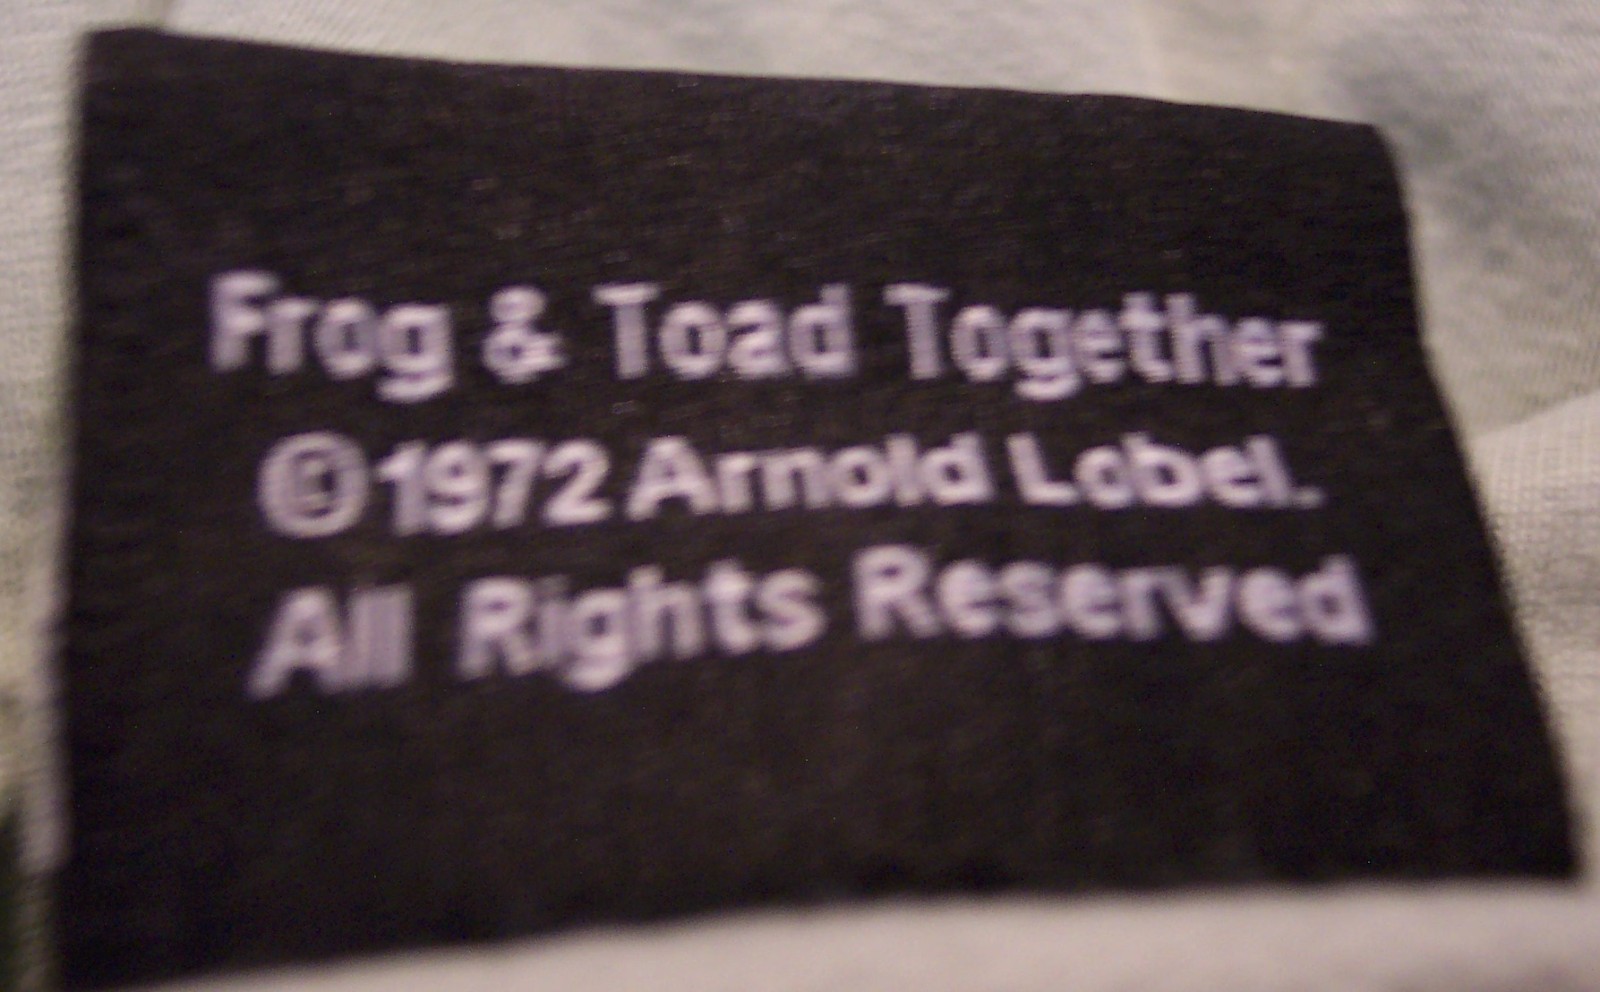 Frog & Toad Together
©1972 Arnold Lobel.
All Rights Reserved